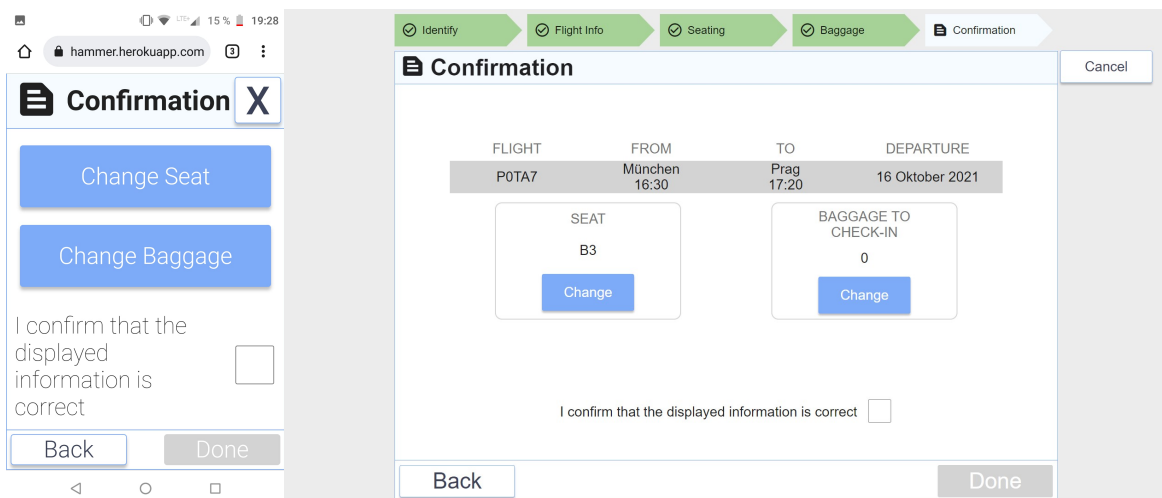 LTE+ 15 % 19:28
hammer.herokuapp.com 3
Confirmation X
Change Seat
Change Baggage
I confirm that the
displayed
information is
correct
Back Done
Identify Flight Info Seating Baggage Confirmation
Confirmation
Cancel
FLIGHT FROM TO DEPARTURE
P0TA7 München 16:30 Prag 17:20 16 Oktober 2021
SEAT
B3
Change
BAGGAGE TO
CHECK-IN
0
Change
I confirm that the displayed information is correct
Back Done